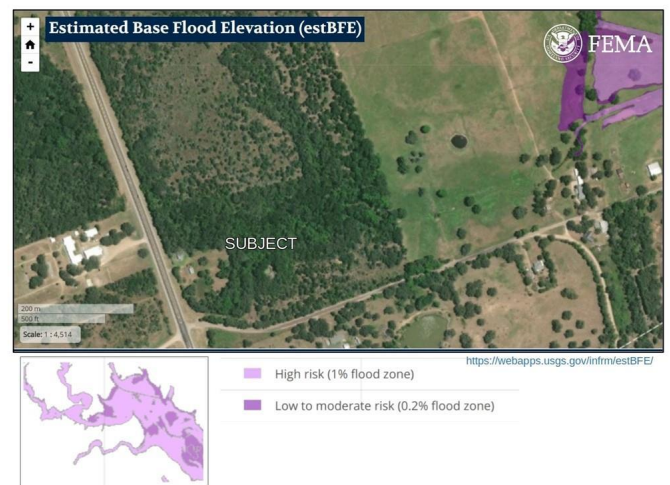 +
-
Estimated Base Flood Elevation (estBFE)
FEMA
SUBJECT
200 m
500 ft
Scale: 1 : 4,514
https://webapps.usgs.gov/infrm/estBFE/
High risk (1% flood zone)
Low to moderate risk (0.2% flood zone)